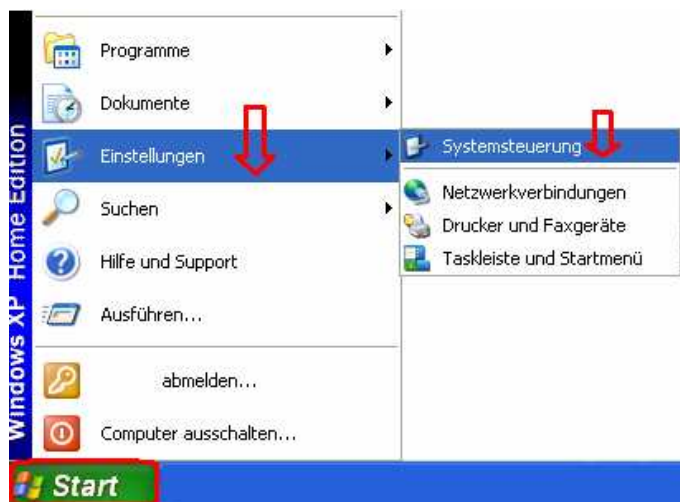 Programme
Dokumente
Einstellungen
Suchen
Hilfe und Support
Ausführen...
abmelden...
Computer ausschalten...
Systemsteuerung
Netzwerkverbindungen
Drucker und Faxgeräte
Taskleiste und Startmenü
Windows XP Home Edition
Start